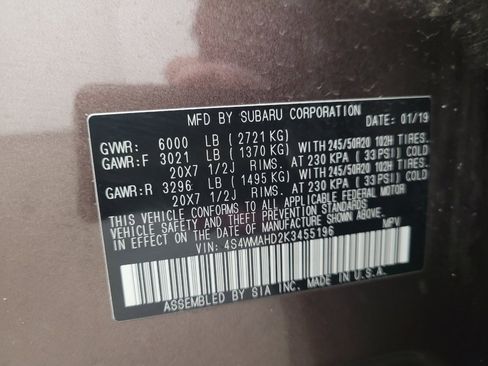 MFD BY SUBARU CORPORATION DATE: 01/19
GVWR: 6000 LB (2721 KG)
GAWR:F 3021 LB (1370 KG) WITH 245/50R20 102H TIRES.
20X7 1/2J RIMS. AT 230 KPA (33 PSI) COLD
GAWR:R 3296 LB (1495 KG) WITH 245/50R20 102H TIRES.
20X7 1/2J RIMS. AT 230 KPA (33 PSI) COLD
THIS VEHICLE CONFORMS TO ALL APPLICABLE FEDERAL MOTOR
VEHICLE SAFETY AND THEFT PREVENTION STANDARDS
IN EFFECT ON THE DATE OF MANUFACTURE SHOWN ABOVE.
VIN: 4S4WMAHD2K3455196 MPV
ASSEMBLED BY SIA INC. MADE IN U.S.A.